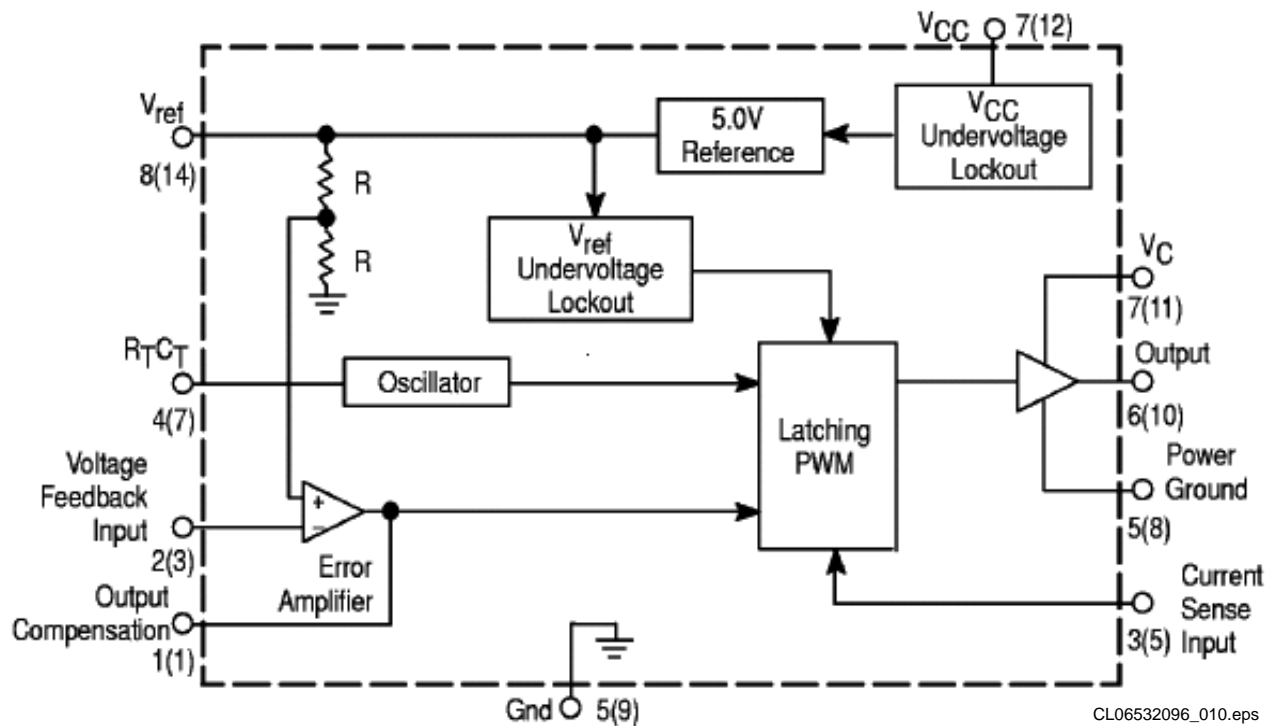 VCC 7(12)
Vref
8(14)
5.0V
Reference
VCC
Undervoltage
Lockout
R
R
Vref
Undervoltage
Lockout
VC
7(11)
RTCT
4(7)
Oscillator
Output
6(10)
Latching
PWM
Voltage
Feedback
Input
2(3)
+
−
Error
Amplifier
Power
Ground
5(8)
Output
Compensation
1(1)
Current
Sense
Input
3(5)
Gnd 5(9)
CL06532096_010.eps